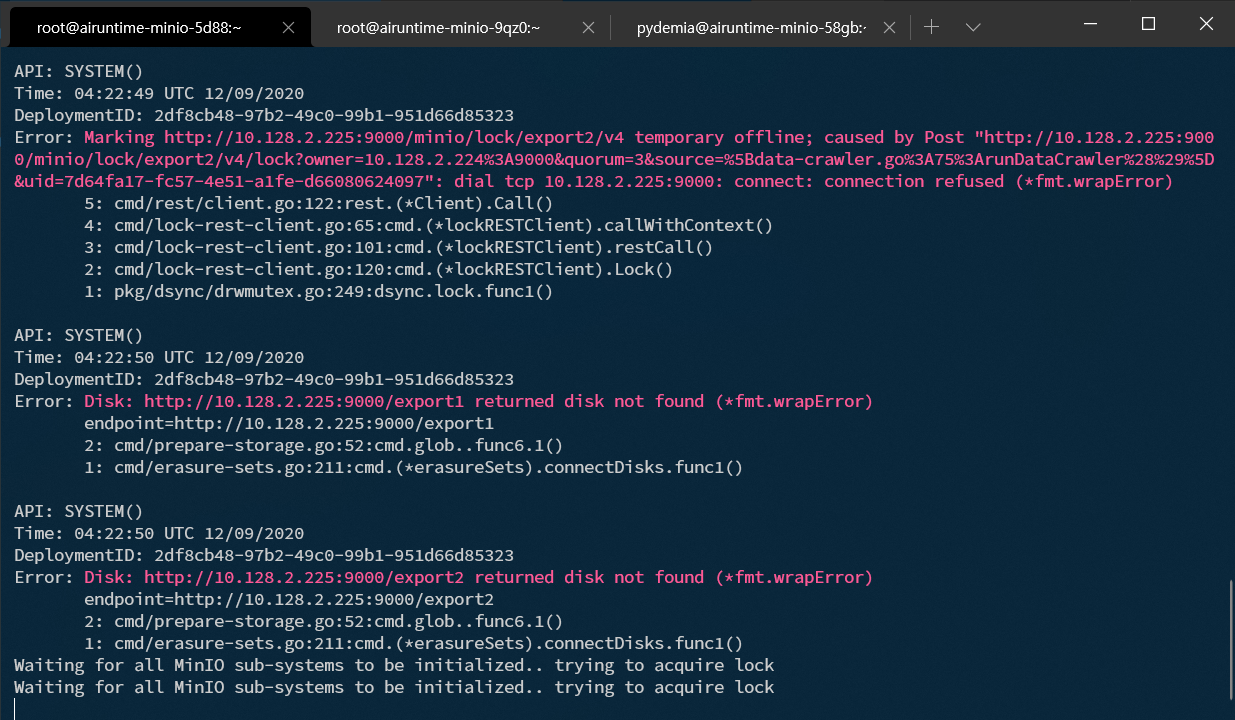 root@airuntime-minio-5d88:~
root@airuntime-minio-9qz0:~
pydemia@airuntime-minio-58gb:~
API: SYSTEM()
Time: 04:22:49 UTC 12/09/2020
DeploymentID: 2df8cb48-97b2-49c0-99b1-951d66d85323
Error: Marking http://10.128.2.225:9000/minio/lock/export2/v4 temporary offline; caused by Post "http://10.128.2.225:900
0/minio/lock/export2/v4/lock?owner=10.128.2.224%3A9000&quorum=3&source=%5Bdata-crawler.go%3A75%3ArunDataCrawler%28%29%5D
&uid=7d64fa17-fc57-4e51-a1fe-d66080624097": dial tcp 10.128.2.225:9000: connect: connection refused (*fmt.wrapError)
5: cmd/rest/client.go:122:rest.(*Client).Call()
4: cmd/lock-rest-client.go:65:cmd.(*lockRESTClient).callWithContext()
3: cmd/lock-rest-client.go:101:cmd.(*lockRESTClient).restCall()
2: cmd/lock-rest-client.go:120:cmd.(*lockRESTClient).Lock()
1: pkg/dsync/drwmutex.go:249:dsync.lock.func1()
API: SYSTEM()
Time: 04:22:50 UTC 12/09/2020
DeploymentID: 2df8cb48-97b2-49c0-99b1-951d66d85323
Error: Disk: http://10.128.2.225:9000/export1 returned disk not found (*fmt.wrapError)
endpoint=http://10.128.2.225:9000/export1
2: cmd/prepare-storage.go:52:cmd.glob..func6.1()
1: cmd/erasure-sets.go:211:cmd.(*erasureSets).connectDisks.func1()
API: SYSTEM()
Time: 04:22:50 UTC 12/09/2020
DeploymentID: 2df8cb48-97b2-49c0-99b1-951d66d85323
Error: Disk: http://10.128.2.225:9000/export2 returned disk not found (*fmt.wrapError)
endpoint=http://10.128.2.225:9000/export2
2: cmd/prepare-storage.go:52:cmd.glob..func6.1()
1: cmd/erasure-sets.go:211:cmd.(*erasureSets).connectDisks.func1()
Waiting for all MinIO sub-systems to be initialized.. trying to acquire lock
Waiting for all MinIO sub-systems to be initialized.. trying to acquire lock